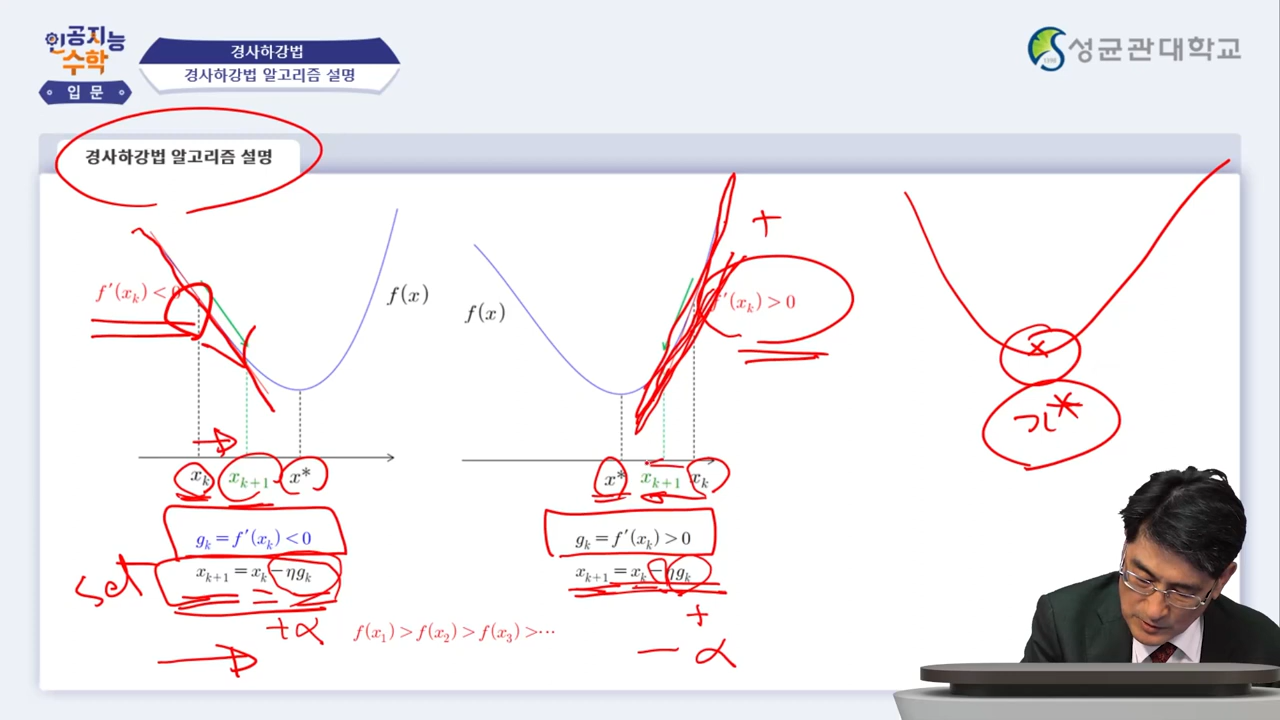 인공지능
수학
입문
경사하강법
경사하강법 알고리즘 설명
성균관대학교
경사하강법 알고리즘 설명
f′(x_k) < 0
f(x)
x_k x_{k+1} x*
g_k = f′(x_k) < 0
x_{k+1} = x_k − ηg_k
set
+α
f(x_1) > f(x_2) > f(x_3) > ⋯
f(x)
+
f′(x_k) > 0
x* x_{k+1} x_k
g_k = f′(x_k) > 0
x_{k+1} = x_k − ηg_k
+
− α
x
x*